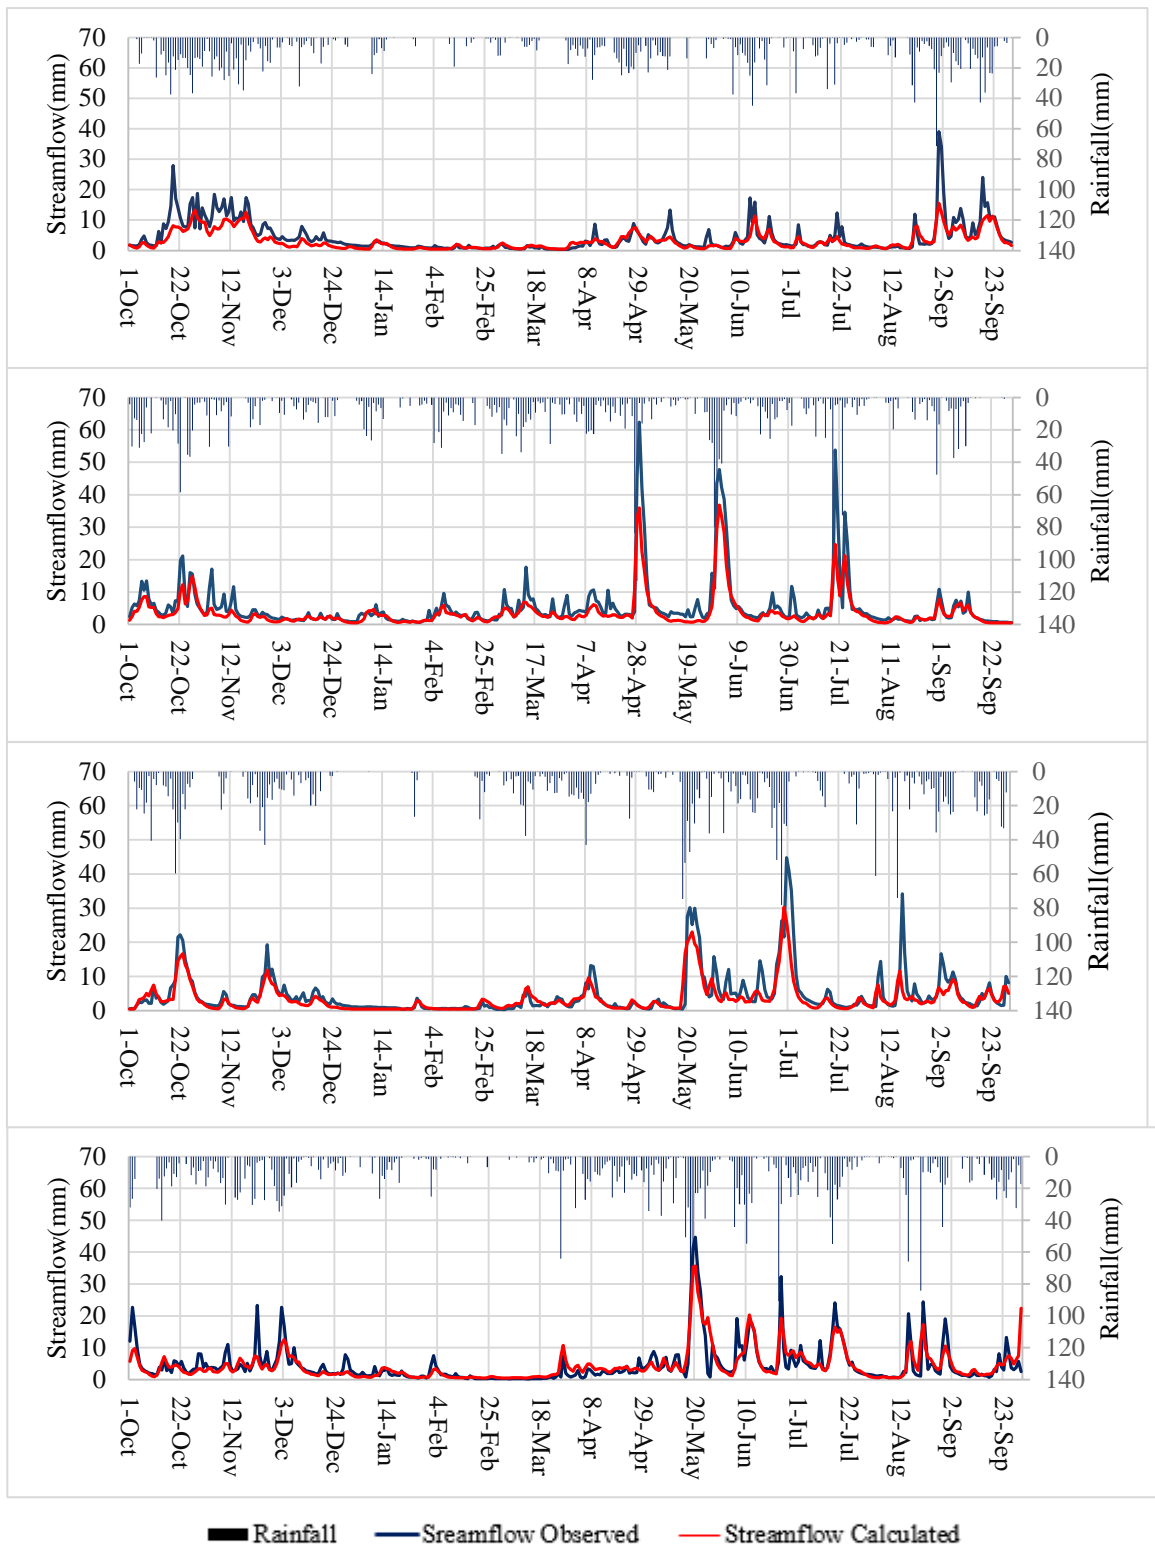 70 60 50 40 30 20 10 0
Streamflow(mm)
0 20 40 60 80 100 120 140
Rainfall(mm)
1-Oct 22-Oct 12-Nov 3-Dec 24-Dec 14-Jan 4-Feb 25-Feb 18-Mar 8-Apr 29-Apr 20-May 10-Jun 1-Jul 22-Jul 12-Aug 2-Sep 23-Sep
70 60 50 40 30 20 10 0
Streamflow(mm)
0 20 40 60 80 100 120 140
Rainfall(mm)
1-Oct 22-Oct 12-Nov 3-Dec 24-Dec 14-Jan 4-Feb 25-Feb 17-Mar 7-Apr 28-Apr 19-May 9-Jun 30-Jun 21-Jul 11-Aug 1-Sep 22-Sep
70 60 50 40 30 20 10 0
Streamflow(mm)
0 20 40 60 80 100 120 140
Rainfall(mm)
1-Oct 22-Oct 12-Nov 3-Dec 24-Dec 14-Jan 4-Feb 25-Feb 18-Mar 8-Apr 29-Apr 20-May 10-Jun 1-Jul 22-Jul 12-Aug 2-Sep 23-Sep
70 60 50 40 30 20 10 0
Streamflow(mm)
0 20 40 60 80 100 120 140
Rainfall(mm)
1-Oct 22-Oct 12-Nov 3-Dec 24-Dec 14-Jan 4-Feb 25-Feb 18-Mar 8-Apr 29-Apr 20-May 10-Jun 1-Jul 22-Jul 12-Aug 2-Sep 23-Sep
Rainfall Sreamflow Observed Streamflow Calculated